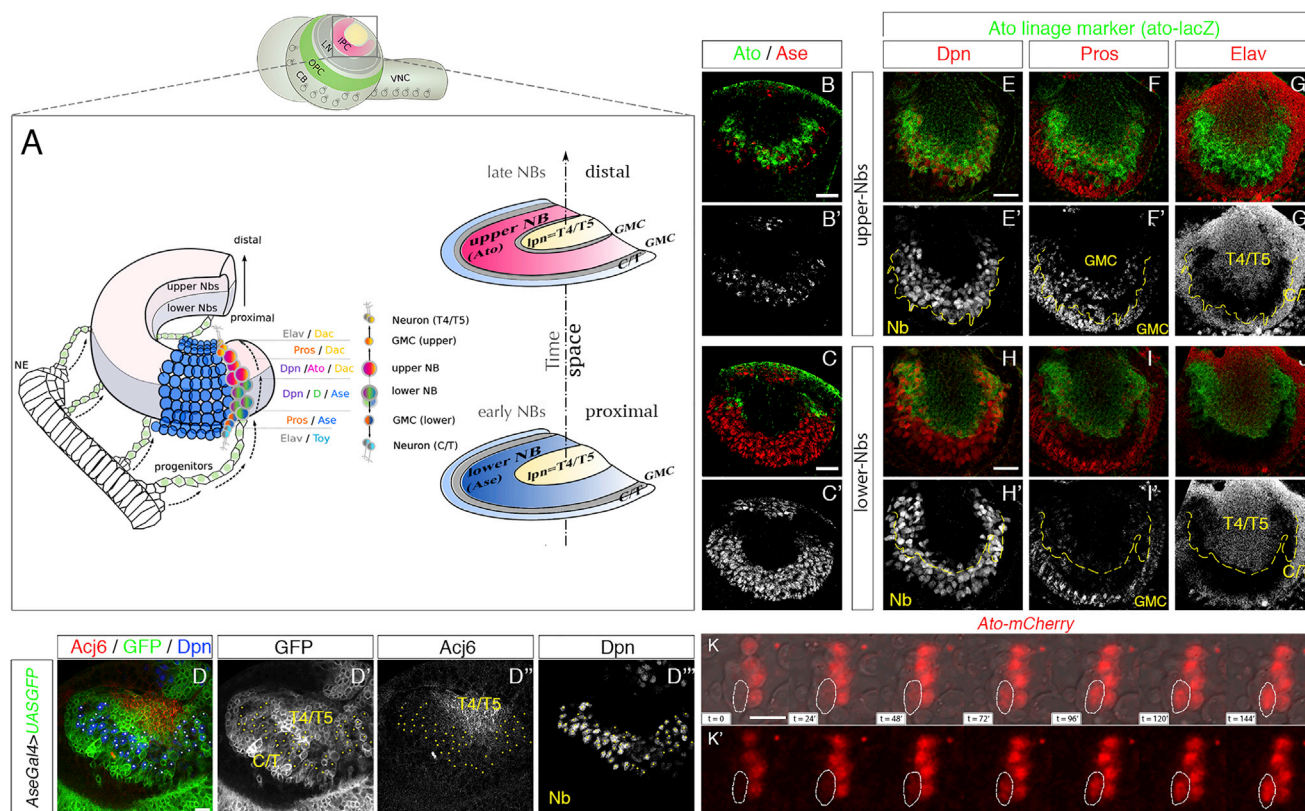 LN
IPC
OPC
CB
VNC
A
late NBs
distal
upper NB
(Ato)
lpn=T4/T5
GMC
GMC
C/T
distal
upper Nbs
lower Nbs
proximal
NE
progenitors
Elav / Dac
Pros / Dac
Dpn /Ato / Dac
Dpn / D / Ase
Pros / Ase
Elav / Toy
Neuron (T4/T5)
GMC (upper)
upper NB
lower NB
GMC (lower)
Neuron (C/T)
Time
space
early NBs
proximal
lower NB
(Ase)
lpn=T4/T5
GMC
C/T
Ato / Ase
B
B'
C
C'
Ato linage marker (ato-lacZ)
Dpn
Pros
Elav
upper-Nbs
E
F
G
E'
Nb
F'
GMC
GMC
G
T4/T5
C/
lower-Nbs
H
I
J
H'
Nb
I'
GMC
T4/T5
C/
Acj6 / GFP / Dpn
GFP
Acj6
Dpn
AseGal4>UASGFP
D
D'
T4/T5
C/T
D''
T4/T5
D'''
Nb
Ato-mCherry
K
t = 0
t = 24'
t = 48'
t = 72'
t = 96'
t = 120'
t = 144'
K'